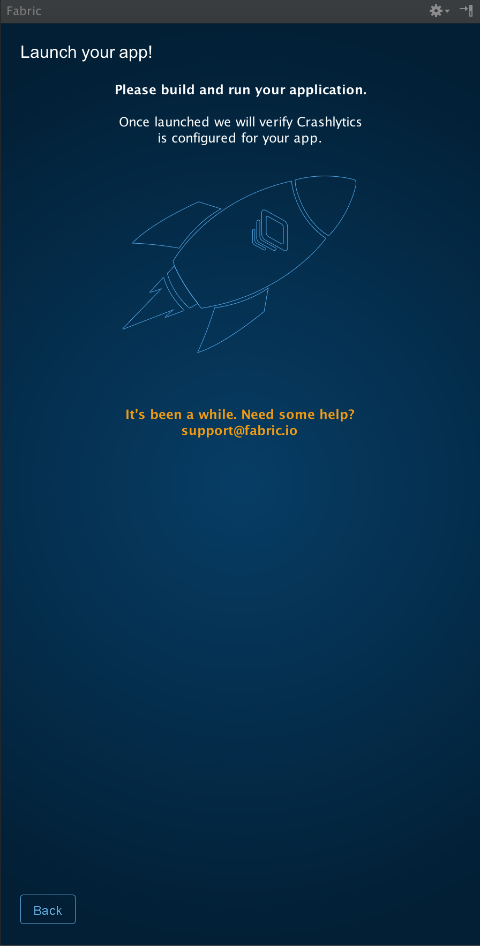 Fabric
Launch your app!
Please build and run your application.
Once launched we will verify Crashlytics
is configured for your app.
It's been a while. Need some help?
support@fabric.io
Back